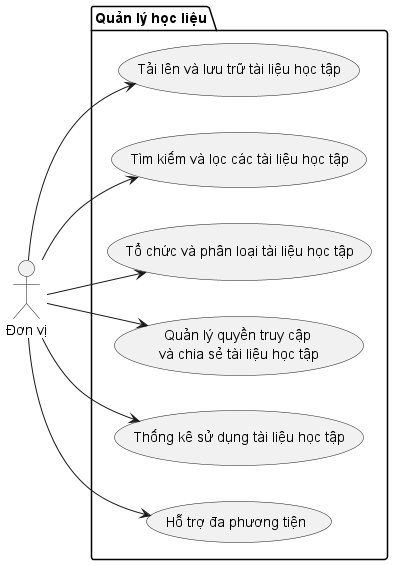 Quản lý học liệu
Tải lên và lưu trữ tài liệu học tập
Tìm kiếm và lọc các tài liệu học tập
Tổ chức và phân loại tài liệu học tập
Đơn vị
Quản lý quyền truy cập
và chia sẻ tài liệu học tập
Thống kê sử dụng tài liệu học tập
Hỗ trợ đa phương tiện